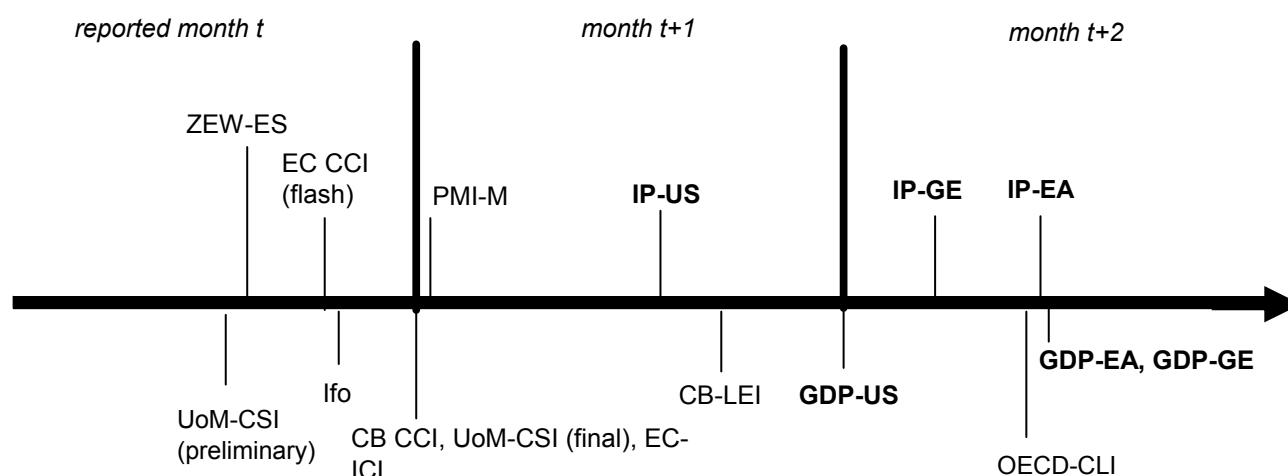 reported month t
month t+1
month t+2
ZEW-ES
EC CCI
(flash)
PMI-M
IP-US
IP-GE
IP-EA
UoM-CSI
(preliminary)
Ifo
CB CCI, UoM-CSI (final), EC-
ICI
CB-LEI
GDP-US
GDP-EA, GDP-GE
OECD-CLI